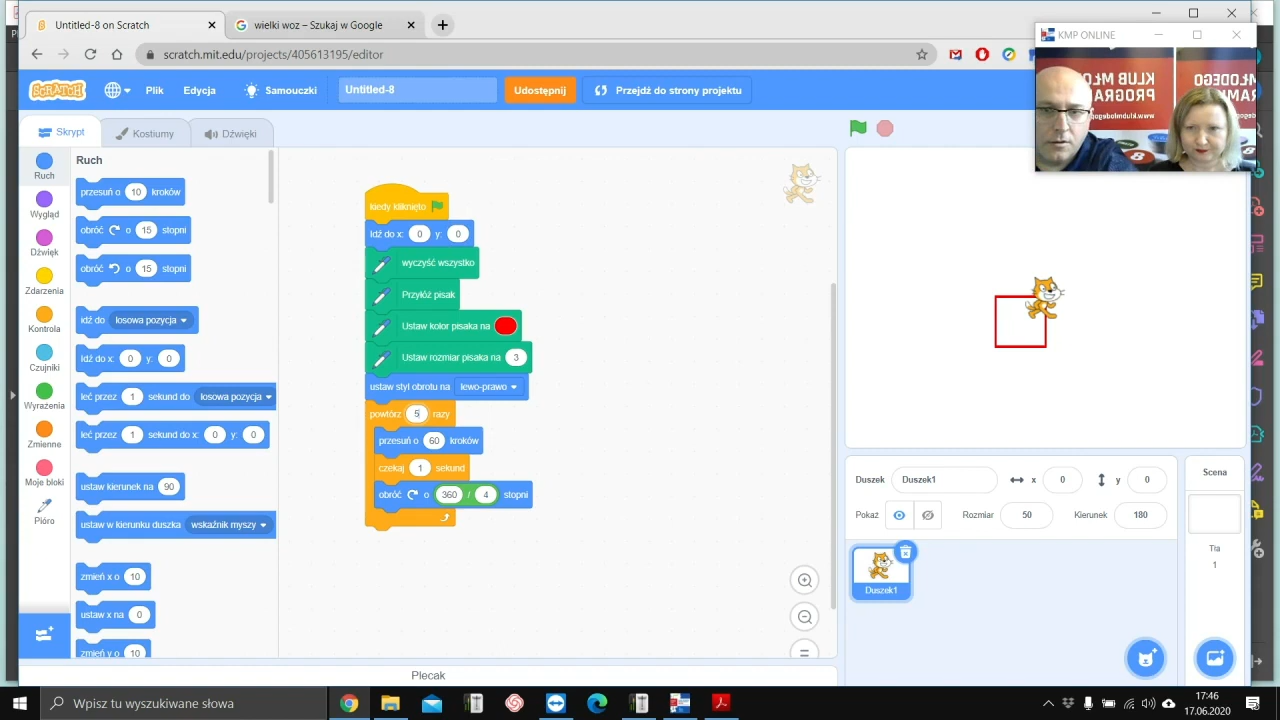 Untitled-8 on Scratch
wielki woz – Szukaj w Google
KMP ONLINE
scratch.mit.edu/projects/405613195/editor
SCRATCH
Plik
Edycja
Samouczki
Untitled-8
Udostępnij
Przejdź do strony projektu
KLUB MŁO
PROGRA
Skrypt
Kostiumy
Dźwięki
Ruch
Wygląd
Dźwięk
Zdarzenia
Kontrola
Czujniki
Wyrażenia
Zmienne
Moje bloki
Pióro
Ruch
przesuń o 10 kroków
obróć o 15 stopni
obróć o 15 stopni
idź do losowa pozycja
Idź do x: 0 y: 0
leć przez 1 sekund do losowa pozycja
leć przez 1 sekund do x: 0 y: 0
ustaw kierunek na 90
ustaw w kierunku duszka wskaźnik myszy
zmień x o 10
ustaw x na 0
zmień y o 10
kiedy kliknięto
Idź do x: 0 y: 0
wyczyść wszystko
Przyłóż pisak
Ustaw kolor pisaka na
Ustaw rozmiar pisaka na 3
ustaw styl obrotu na lewo-prawo
powtórz 5 razy
przesuń o 60 kroków
czekaj 1 sekund
obróć o 360 / 4 stopni
Duszek Duszek1 x 0 y 0
Pokaż Rozmiar 50 Kierunek 180
Duszek1
Scena
Tła
1
Plecak
Wpisz tu wyszukiwane słowa
17:46
17.06.2020